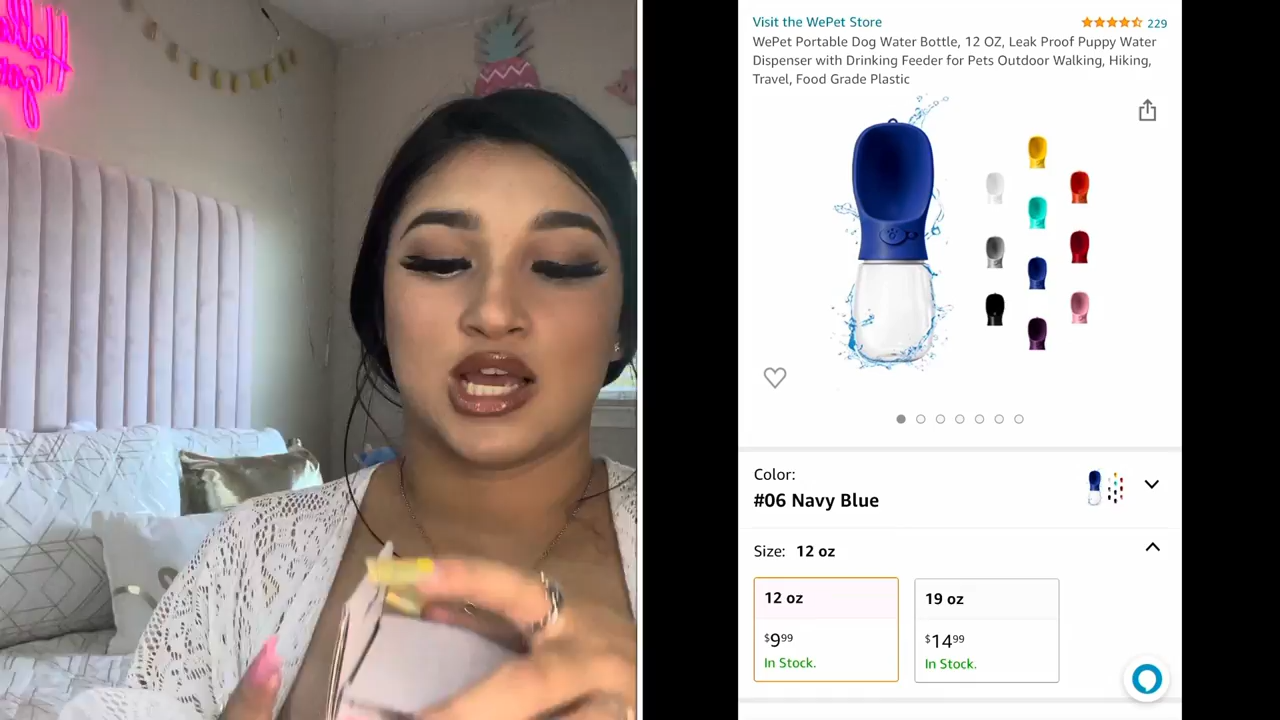 Visit the WePet Store
229
WePet Portable Dog Water Bottle, 12 OZ, Leak Proof Puppy Water
Dispenser with Drinking Feeder for Pets Outdoor Walking, Hiking,
Travel, Food Grade Plastic
Color:
#06 Navy Blue
Size: 12 oz
12 oz
19 oz
$9.99
$14.99
In Stock.
In Stock.